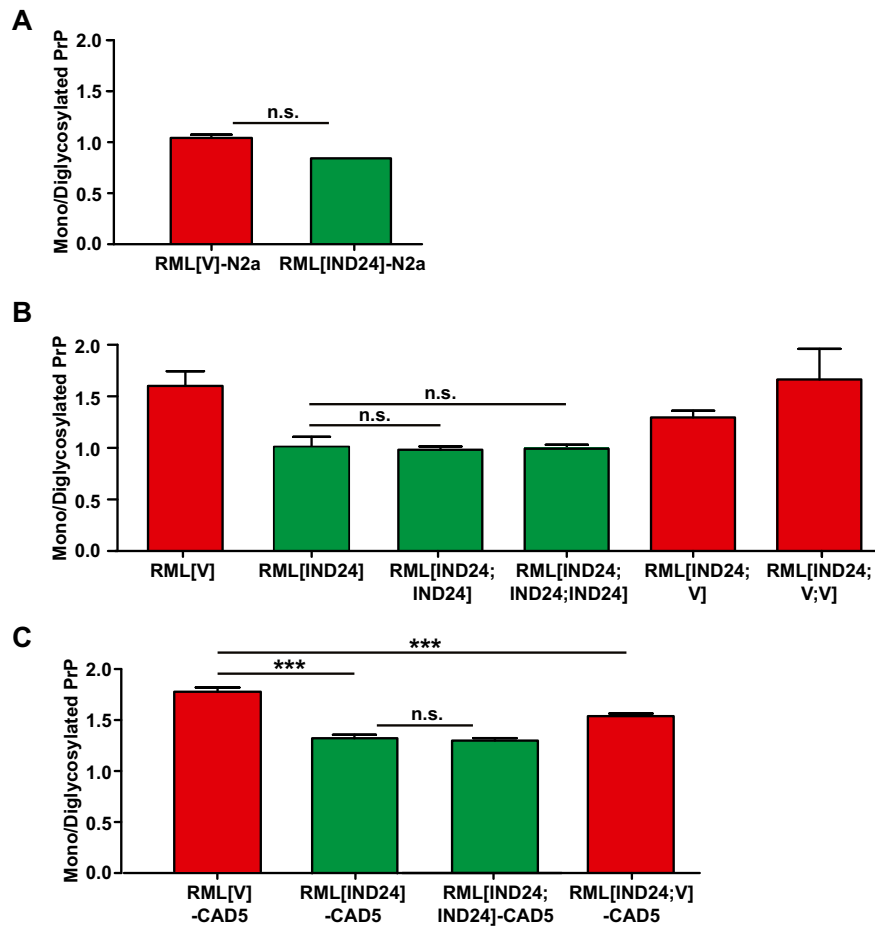 A
Mono/Diglycosylated PrP
2.0
1.5
1.0
0.5
0.0
n.s.
RML[V]-N2a
RML[IND24]-N2a
B
Mono/Diglycosylated PrP
2.0
1.5
1.0
0.5
0.0
n.s.
n.s.
RML[V]
RML[IND24]
RML[IND24;
IND24]
RML[IND24;
IND24;IND24]
RML[IND24;
V]
RML[IND24;
V;V]
C
Mono/Diglycosylated PrP
2.0
1.5
1.0
0.5
0.0
***
***
n.s.
RML[V]
-CAD5
RML[IND24]
-CAD5
RML[IND24;
IND24]-CAD5
RML[IND24;V]
-CAD5